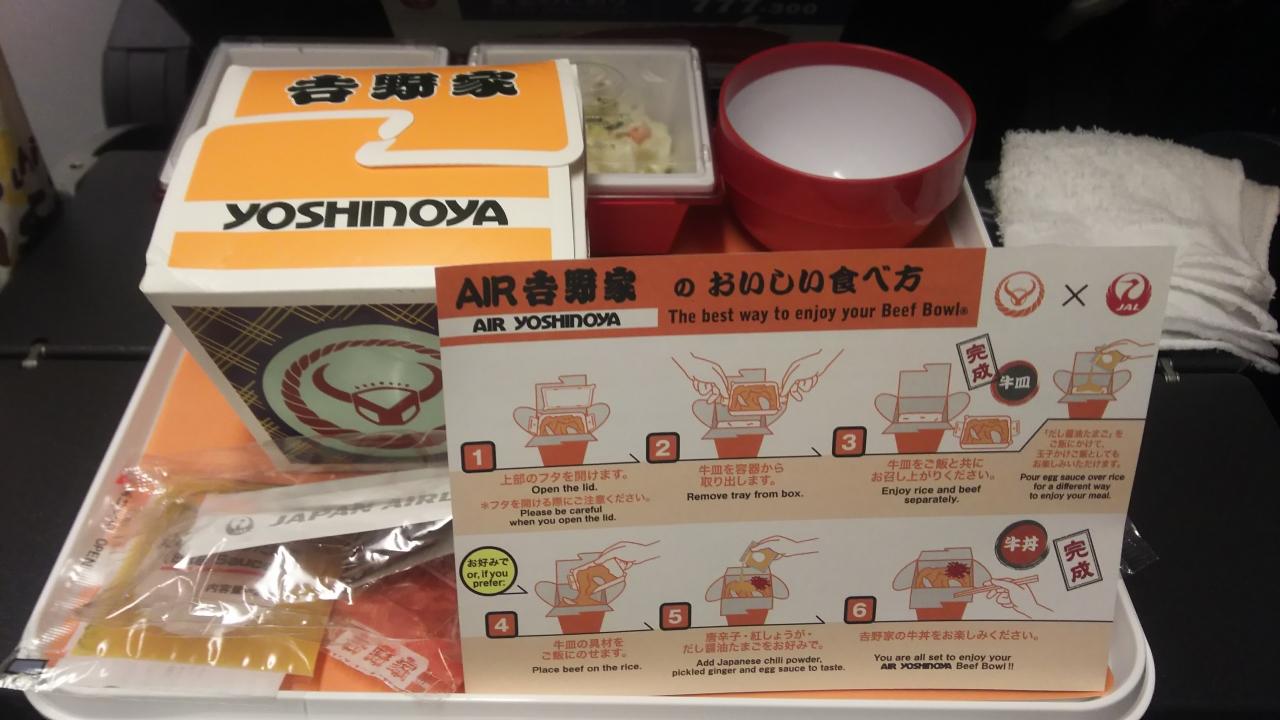 777-300
吉野家
YOSHINOYA
AIR 吉野家 の おいしい食べ方
AIR YOSHINOYA The best way to enjoy your Beef Bowl®
×
JAL
1
上部のフタを開けます。
Open the lid.
※フタを開ける際にご注意ください。
Please be careful
when you open the lid.
2
牛皿を容器から
取り出します。
Remove tray from box.
3
完成
牛皿
牛皿をご飯と共に
お召し上がりください。
Enjoy rice and beef
separately.
「だし醤油たまご」を
ご飯にかけて、
玉子かけご飯としても
お楽しみいただけます。
Pour egg sauce over rice
for a different way
to enjoy your meal.
お好みで
or, if you
prefer:
4
牛皿の具材を
ご飯にのせます。
Place beef on the rice.
5
唐辛子・紅しょうが・
だし醤油たまごをお好みで。
Add Japanese chili powder,
pickled ginger and egg sauce to taste.
6
牛丼
完成
吉野家の牛丼をお楽しみください。
You are all set to enjoy your
AIR YOSHINOYA Beef Bowl!!
JAPAN AIRL
OPEN
内容量
吉野家